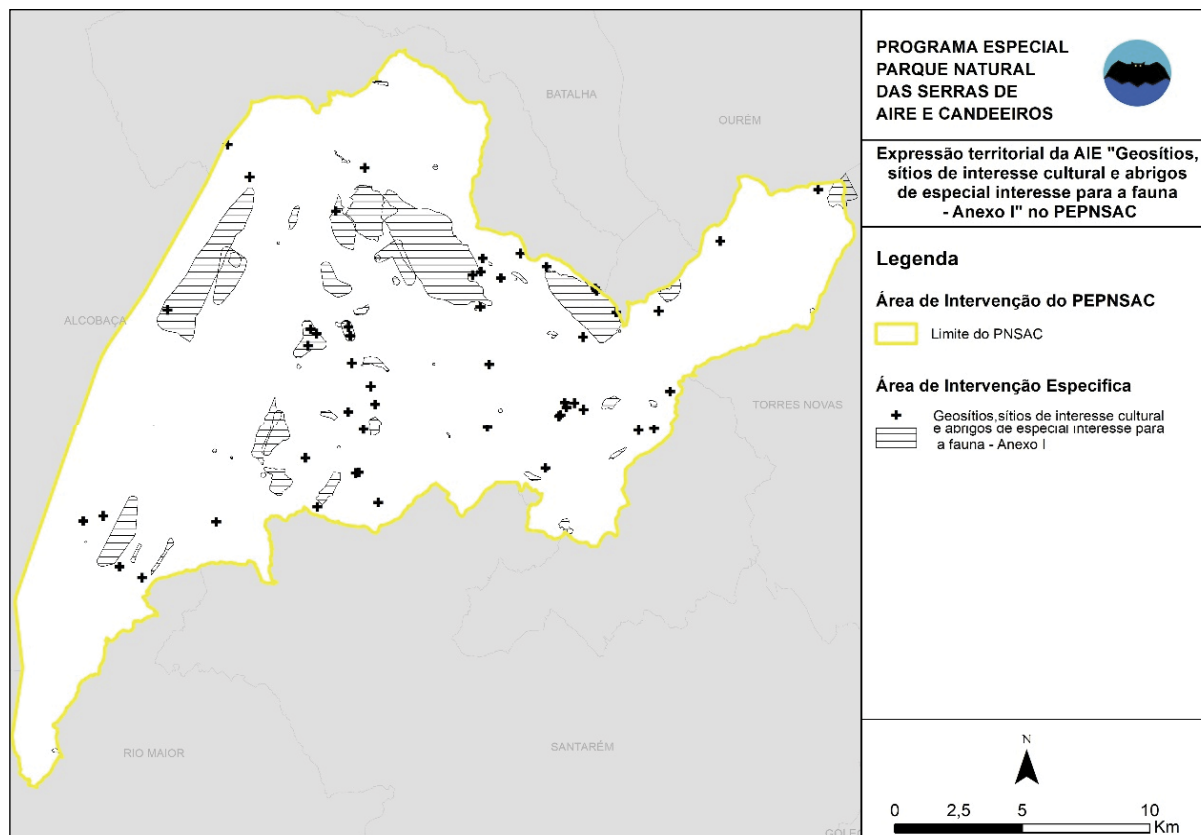 PROGRAMA ESPECIAL
PARQUE NATURAL
DAS SERRAS DE
AIRE E CANDEEIROS
Expressão territorial da AIE "Geosítios,
sítios de interesse cultural e abrigos
de especial interesse para a fauna
- Anexo I" no PEPNSAC
Legenda
Área de Intervenção do PEPNSAC
Limite do PNSAC
Área de Intervenção Especifica
Geosítios,sítios de interesse cultural
e abrigos de especial interesse para
a fauna - Anexo I
BATALHA
OURÉM
ALCOBAÇA
TORRES NOVAS
RIO MAIOR
SANTARÉM
N
0 2,5 5 10
Km